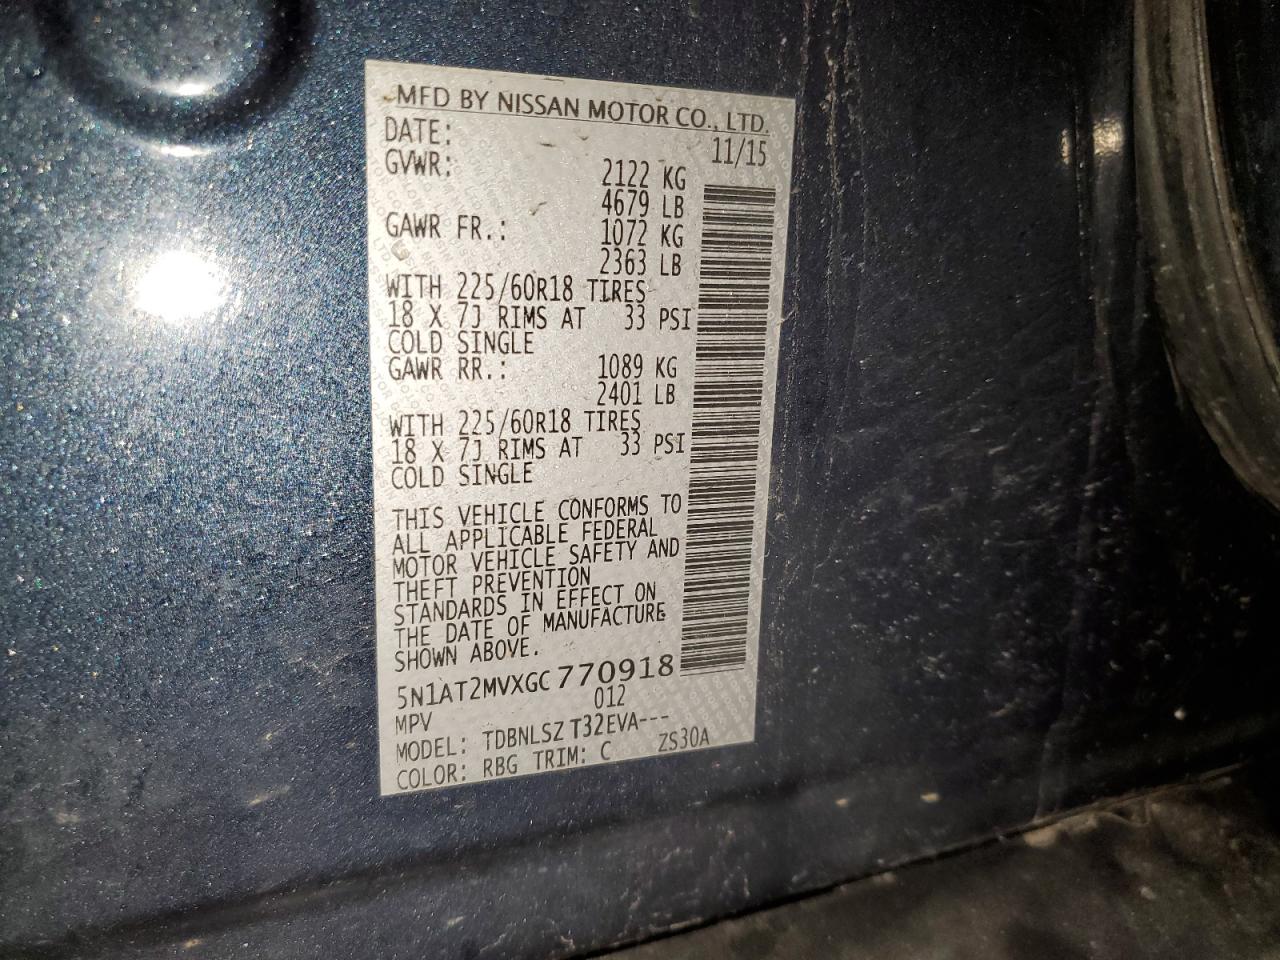 MFD BY NISSAN MOTOR CO., LTD.
DATE: 11/15
GVWR: 2122 KG
4679 LB
GAWR FR.: 1072 KG
2363 LB
WITH 225/60R18 TIRES
18 X 7J RIMS AT 33 PSI
COLD SINGLE
GAWR RR.: 1089 KG
2401 LB
WITH 225/60R18 TIRES
18 X 7J RIMS AT 33 PSI
COLD SINGLE
THIS VEHICLE CONFORMS TO
ALL APPLICABLE FEDERAL
MOTOR VEHICLE SAFETY AND
THEFT PREVENTION
STANDARDS IN EFFECT ON
THE DATE OF MANUFACTURE
SHOWN ABOVE.
5N1AT2MVXGC770918
MPV 012
MODEL: TDBNLSZ T32EVA---
COLOR: RBG TRIM: C ZS30A